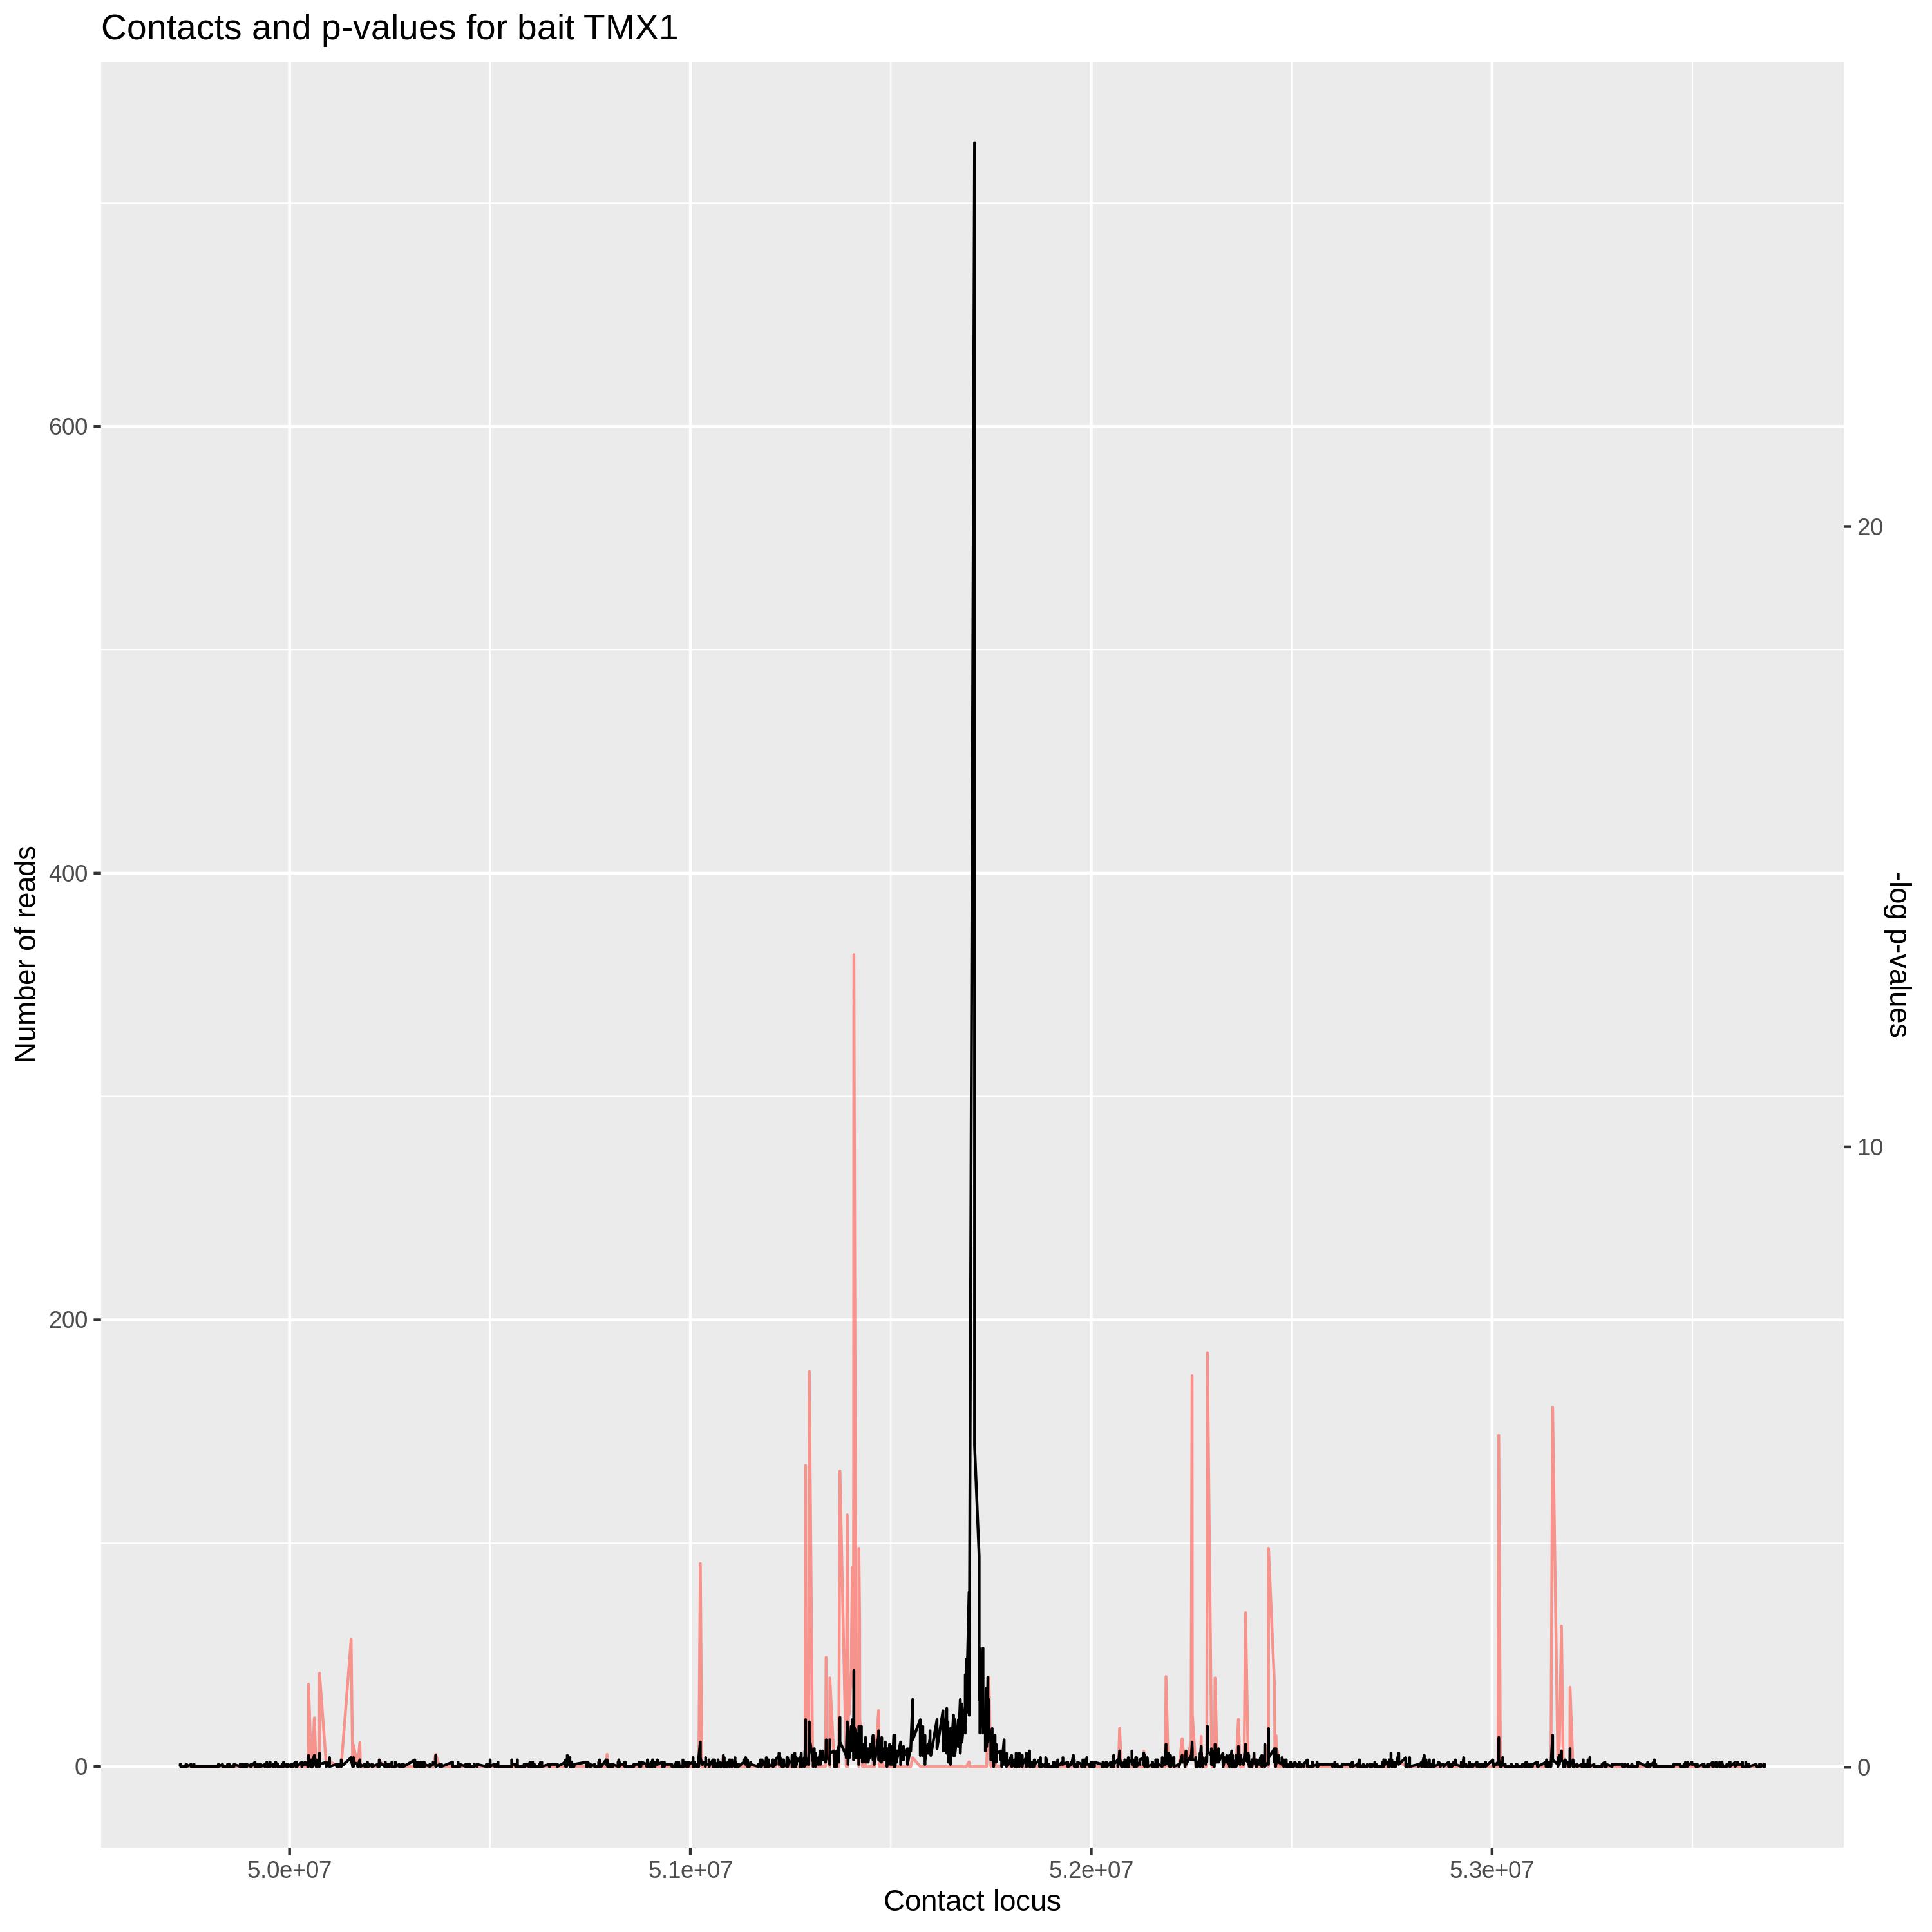 Contacts and p-values for bait TMX1
600
400
200
0
Number of reads
20
10
0
-log p-values
5.0e+07
5.1e+07
5.2e+07
5.3e+07
Contact locus